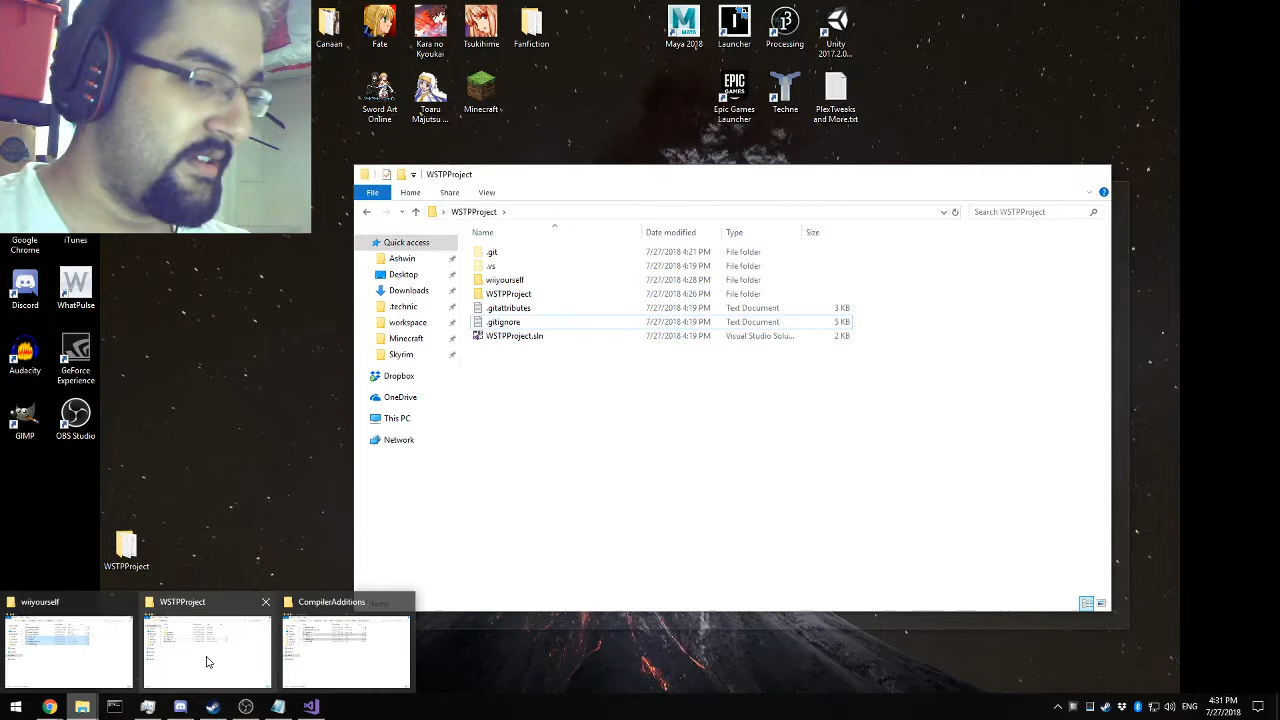 Canaan
Fate
Kara no
Kyoukai
Tsukihime
Fanfiction
Maya 2018
Launcher
Processing
Unity
2017.2.0...
Sword Art
Online
Toaru
Majutsu ...
Minecraft
EPIC
GAMES
Epic Games
Launcher
Techne
PlexTweaks
and More.txt
Google
Chrome
iTunes
Discord
WhatPulse
Audacity
GeForce
Experience
GIMP
OBS Studio
WSTPProject
WSTPProject
File Home Share View
WSTPProject
Search WSTPProject
Name Date modified Type Size
.git 7/27/2018 4:21 PM File folder
.vs 7/27/2018 4:19 PM File folder
wiiyourself 7/27/2018 4:28 PM File folder
WSTPProject 7/27/2018 4:26 PM File folder
.gitattributes 7/27/2018 4:19 PM Text Document 3 KB
.gitignore 7/27/2018 4:19 PM Text Document 5 KB
WSTPProject.sln 7/27/2018 4:19 PM Visual Studio Solu... 2 KB
Quick access
Ashwin
Desktop
Downloads
.technic
workspace
Minecraft
Skyrim
Dropbox
OneDrive
This PC
Network
items
wiiyourself
WSTPProject
CompilerAdditions
ENG
4:31 PM
7/27/2018